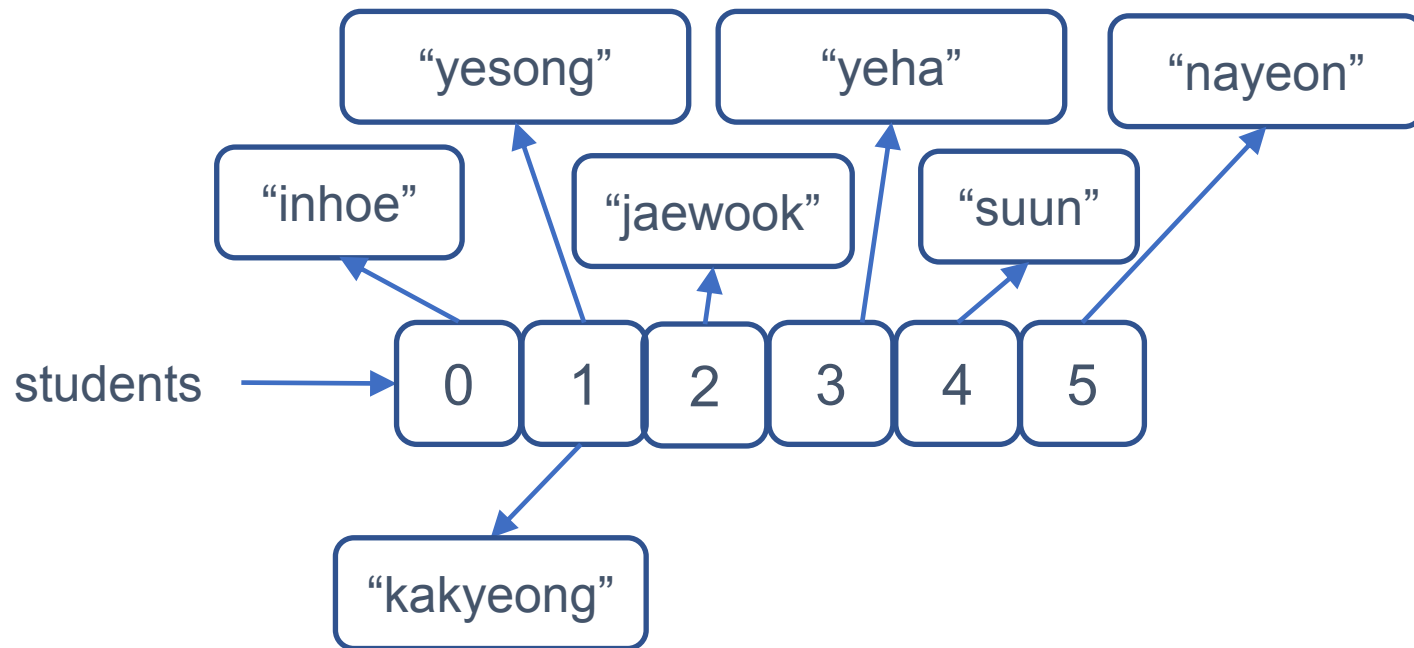 “yesong”
“yeha”
“nayeon”
“inhoe”
“jaewook”
“suun”
students
0
1
2
3
4
5
“kakyeong”